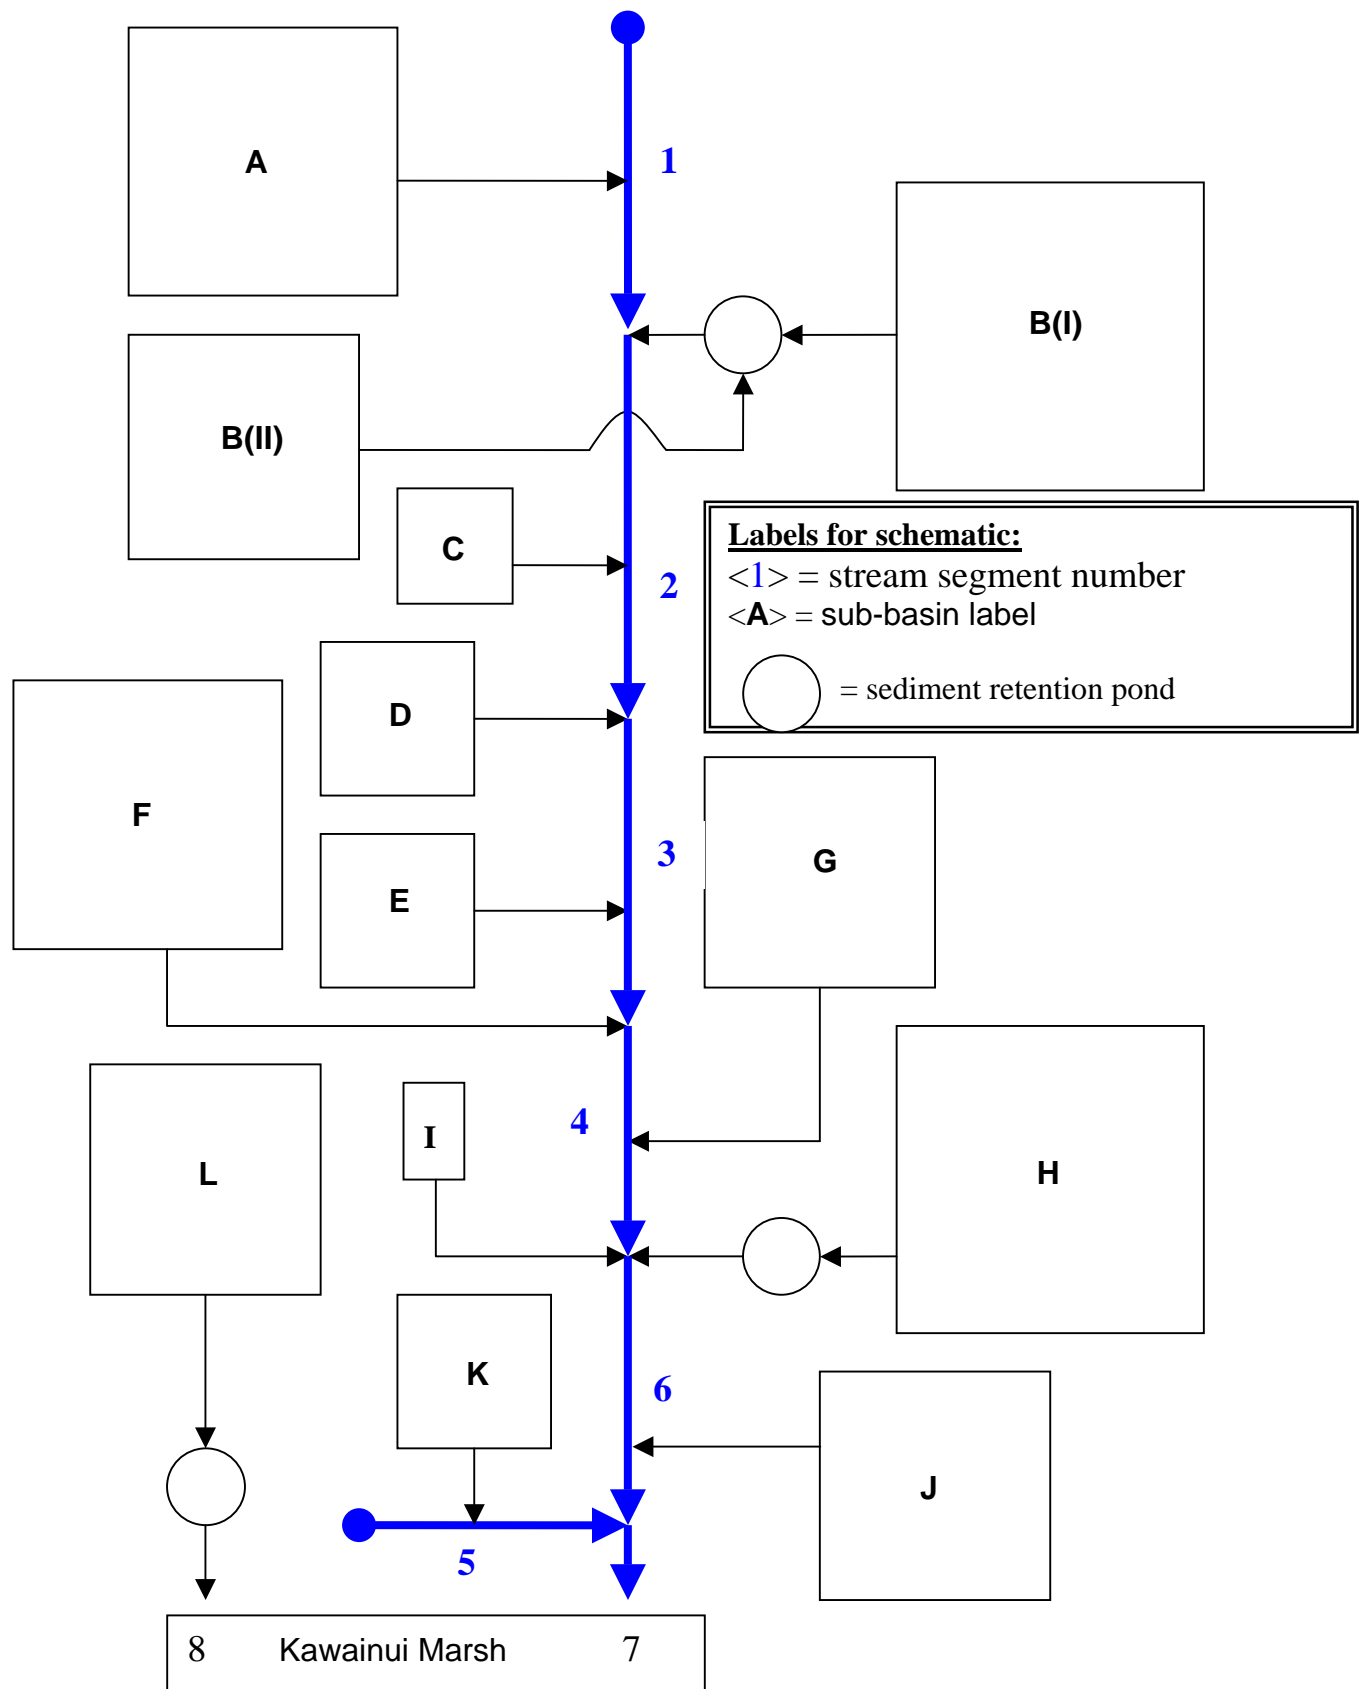 A
1
B(I)
B(II)
C
Labels for schematic:
<1> = stream segment number
<A> = sub-basin label
= sediment retention pond
2
D
F
3
G
E
4
I
L
H
K
6
J
5
8 Kawainui Marsh 7